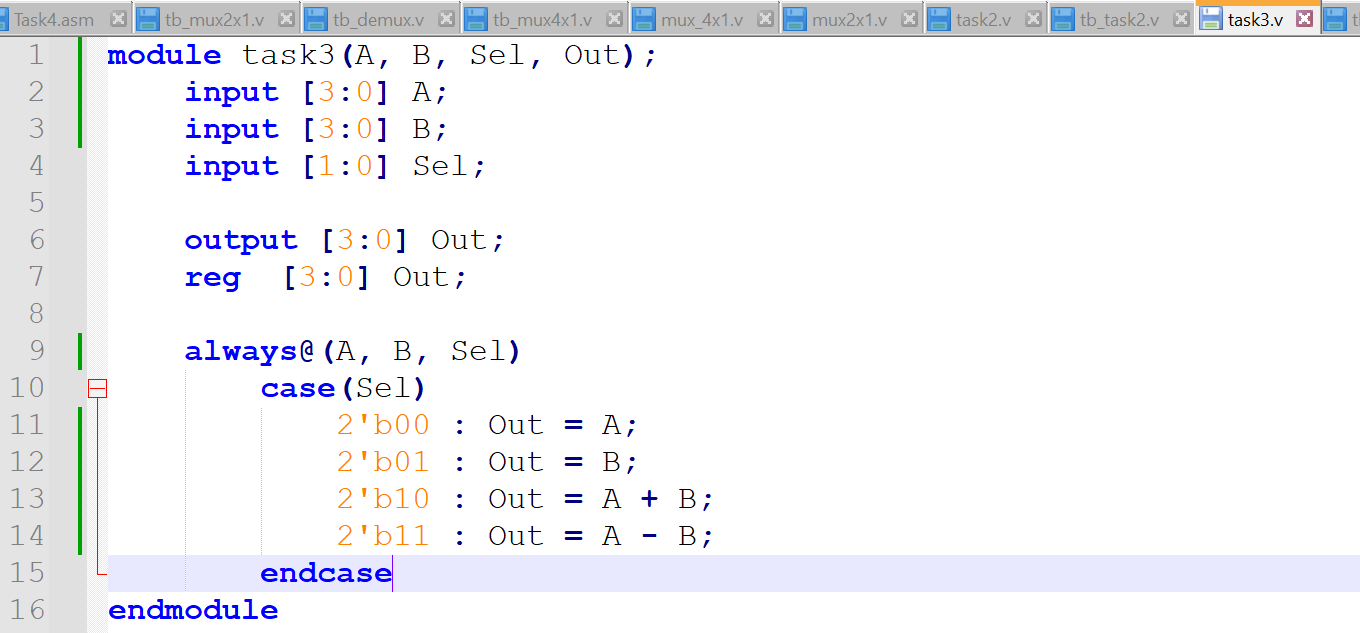 Task4.asm tb_mux2x1.v tb_demux.v tb_mux4x1.v mux_4x1.v mux2x1.v task2.v tb_task2.v task3.v
1 module task3(A, B, Sel, Out);
2 input [3:0] A;
3 input [3:0] B;
4 input [1:0] Sel;
5
6 output [3:0] Out;
7 reg [3:0] Out;
8
9 always@(A, B, Sel)
10 case(Sel)
11 2'b00 : Out = A;
12 2'b01 : Out = B;
13 2'b10 : Out = A + B;
14 2'b11 : Out = A - B;
15 endcase
16 endmodule